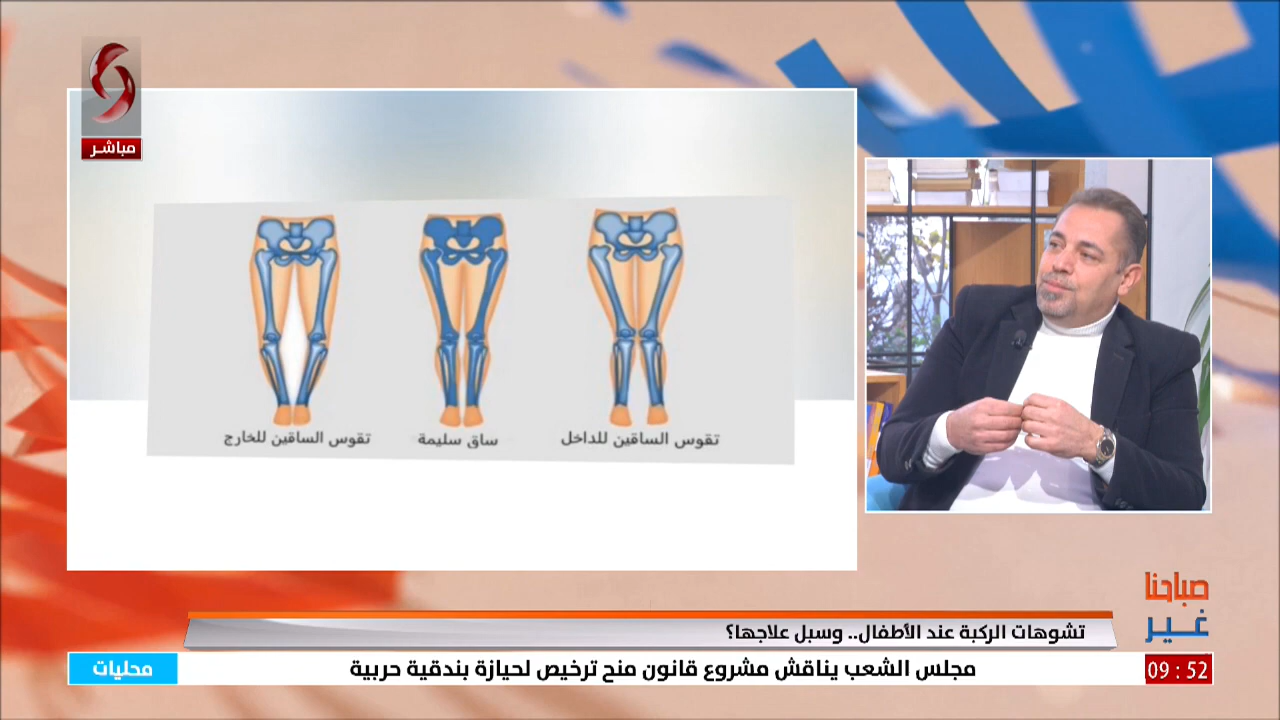 مباشر
تقوس الساقين للخارج
ساق سليمة
تقوس الساقين للداخل
صباحنا
غير
تشوهات الركبة عند الأطفال.. وسبل علاجها؟
محليات
مجلس الشعب يناقش مشروع قانون منح ترخيص لحيازة بندقية حربية
09 : 52